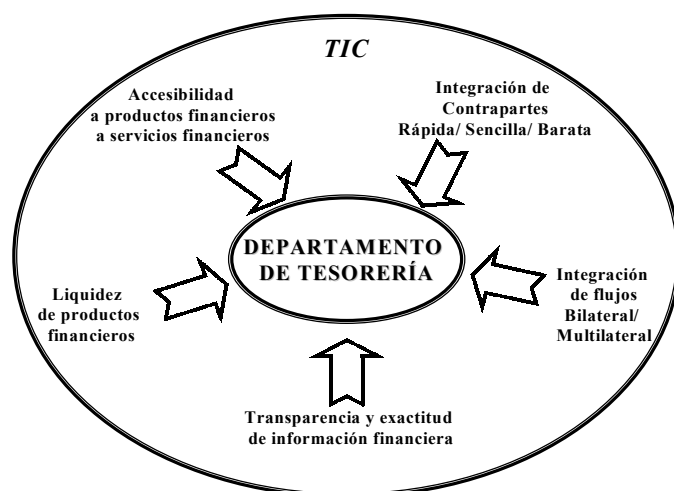 TIC
Accesibilidad
a productos financieros
a servicios financieros
Integración de
Contrapartes
Rápida/ Sencilla/ Barata
DEPARTAMENTO
DE TESORERÍA
Liquidez
de productos
financieros
Integración
de flujos
Bilateral/
Multilateral
Transparencia y exactitud
de información financiera